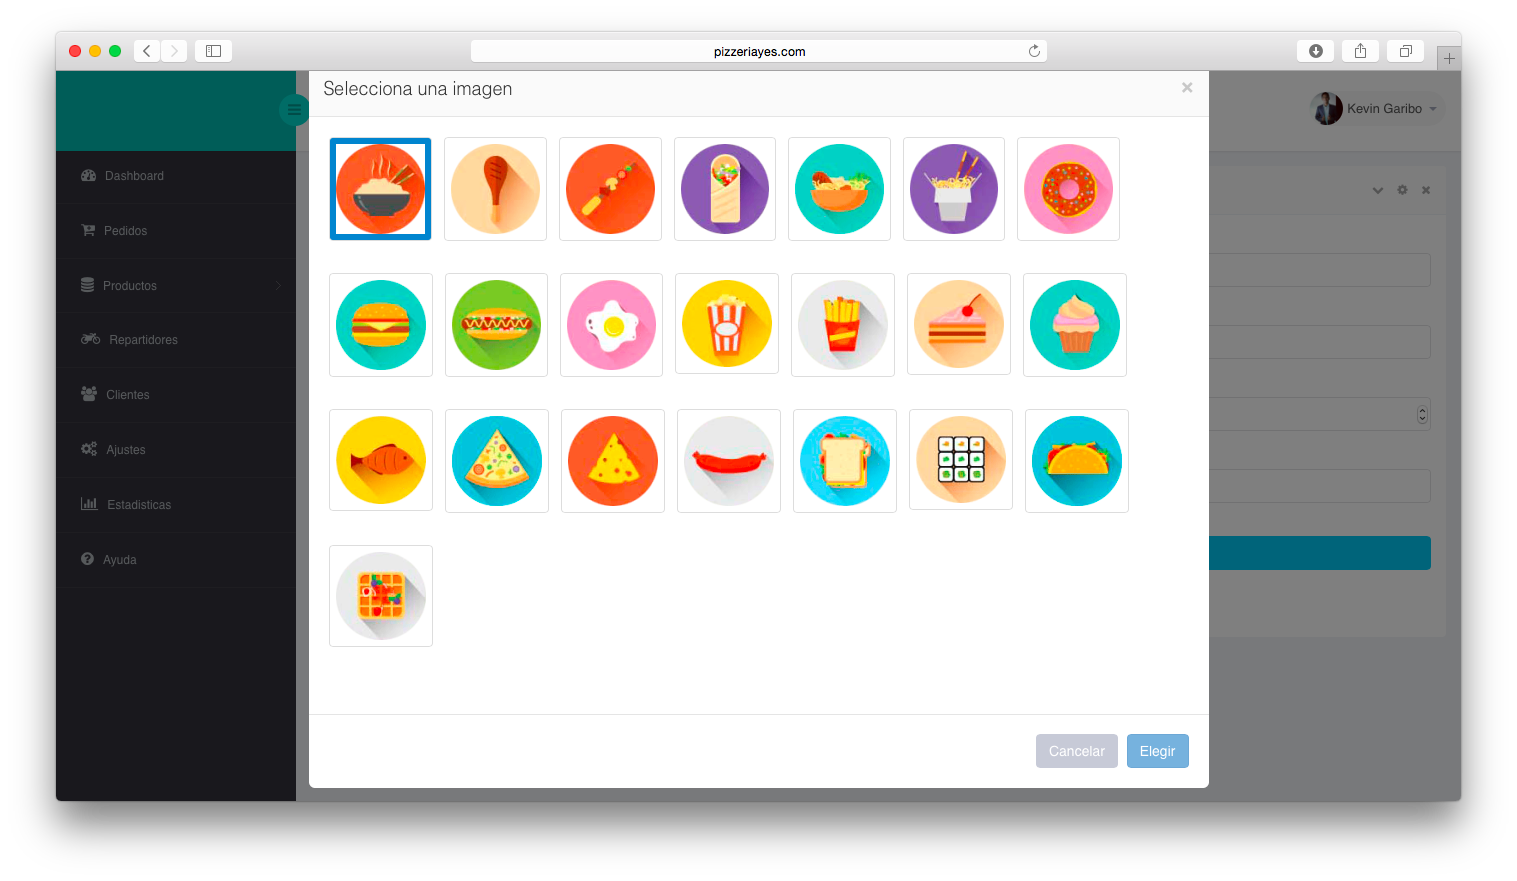 pizzeriayes.com
Selecciona una imagen
×
Kevin Garibo
Dashboard
Pedidos
Productos
Repartidores
Clientes
Ajustes
Estadisticas
Ayuda
Cancelar
Elegir